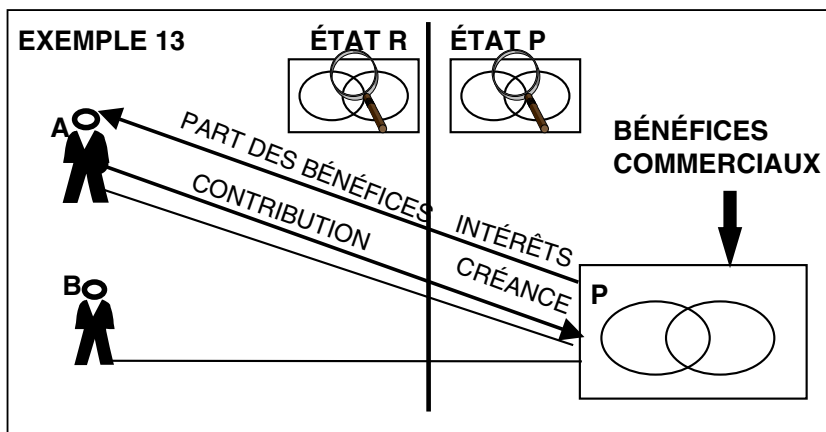 EXEMPLE 13
ÉTAT R
ÉTAT P
A
PART DES BÉNÉFICES
INTÉRÊTS
BÉNÉFICES
COMMERCIAUX
CONTRIBUTION
CRÉANCE
B
P